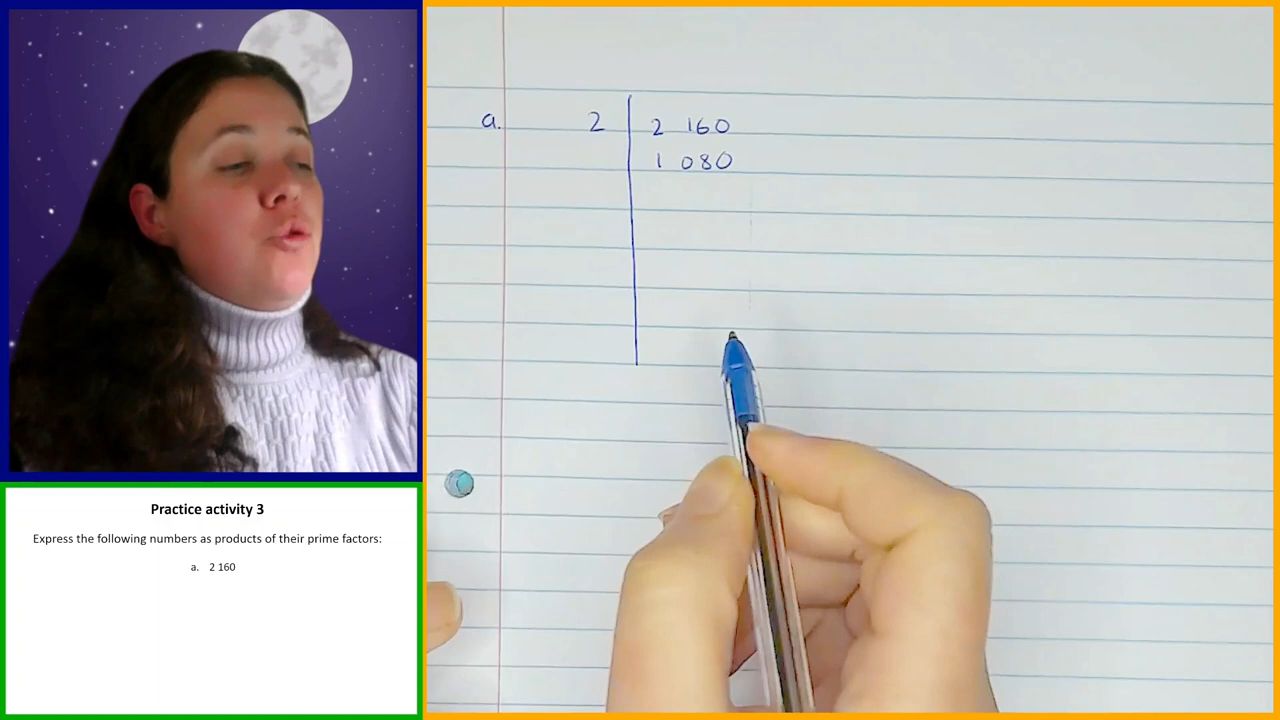 Practice activity 3
Express the following numbers as products of their prime factors:
a. 2 160
a. 2 2 160
1 080